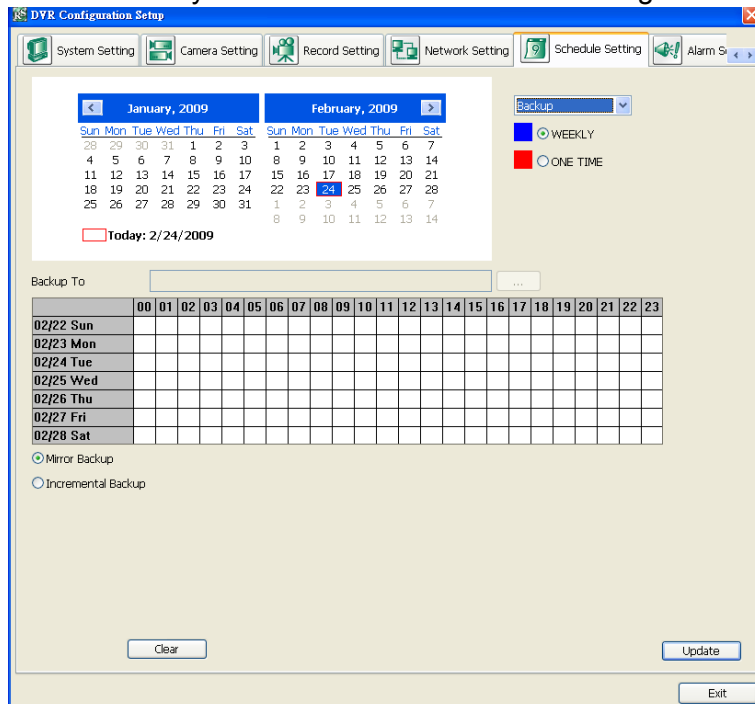 DVR Configuration Setup
System Setting Camera Setting Record Setting Network Setting 9 Schedule Setting Alarm
January, 2009 February, 2009
Sun Mon Tue Wed Thu Fri Sat Sun Mon Tue Wed Thu Fri Sat
28 29 30 31 1 2 3 1 2 3 4 5 6 7
4 5 6 7 8 9 10 8 9 10 11 12 13 14
11 12 13 14 15 16 17 15 16 17 18 19 20 21
18 19 20 21 22 23 24 22 23 24 25 26 27 28
25 26 27 28 29 30 31 1 2 3 4 5 6 7
8 9 10 11 12 13 14
Today: 2/24/2009
Backup
WEEKLY
ONE TIME
Backup To ...
00 01 02 03 04 05 06 07 08 09 10 11 12 13 14 15 16 17 18 19 20 21 22 23
02/22 Sun
02/23 Mon
02/24 Tue
02/25 Wed
02/26 Thu
02/27 Fri
02/28 Sat
Mirror Backup
Incremental Backup
Clear Update
Exit